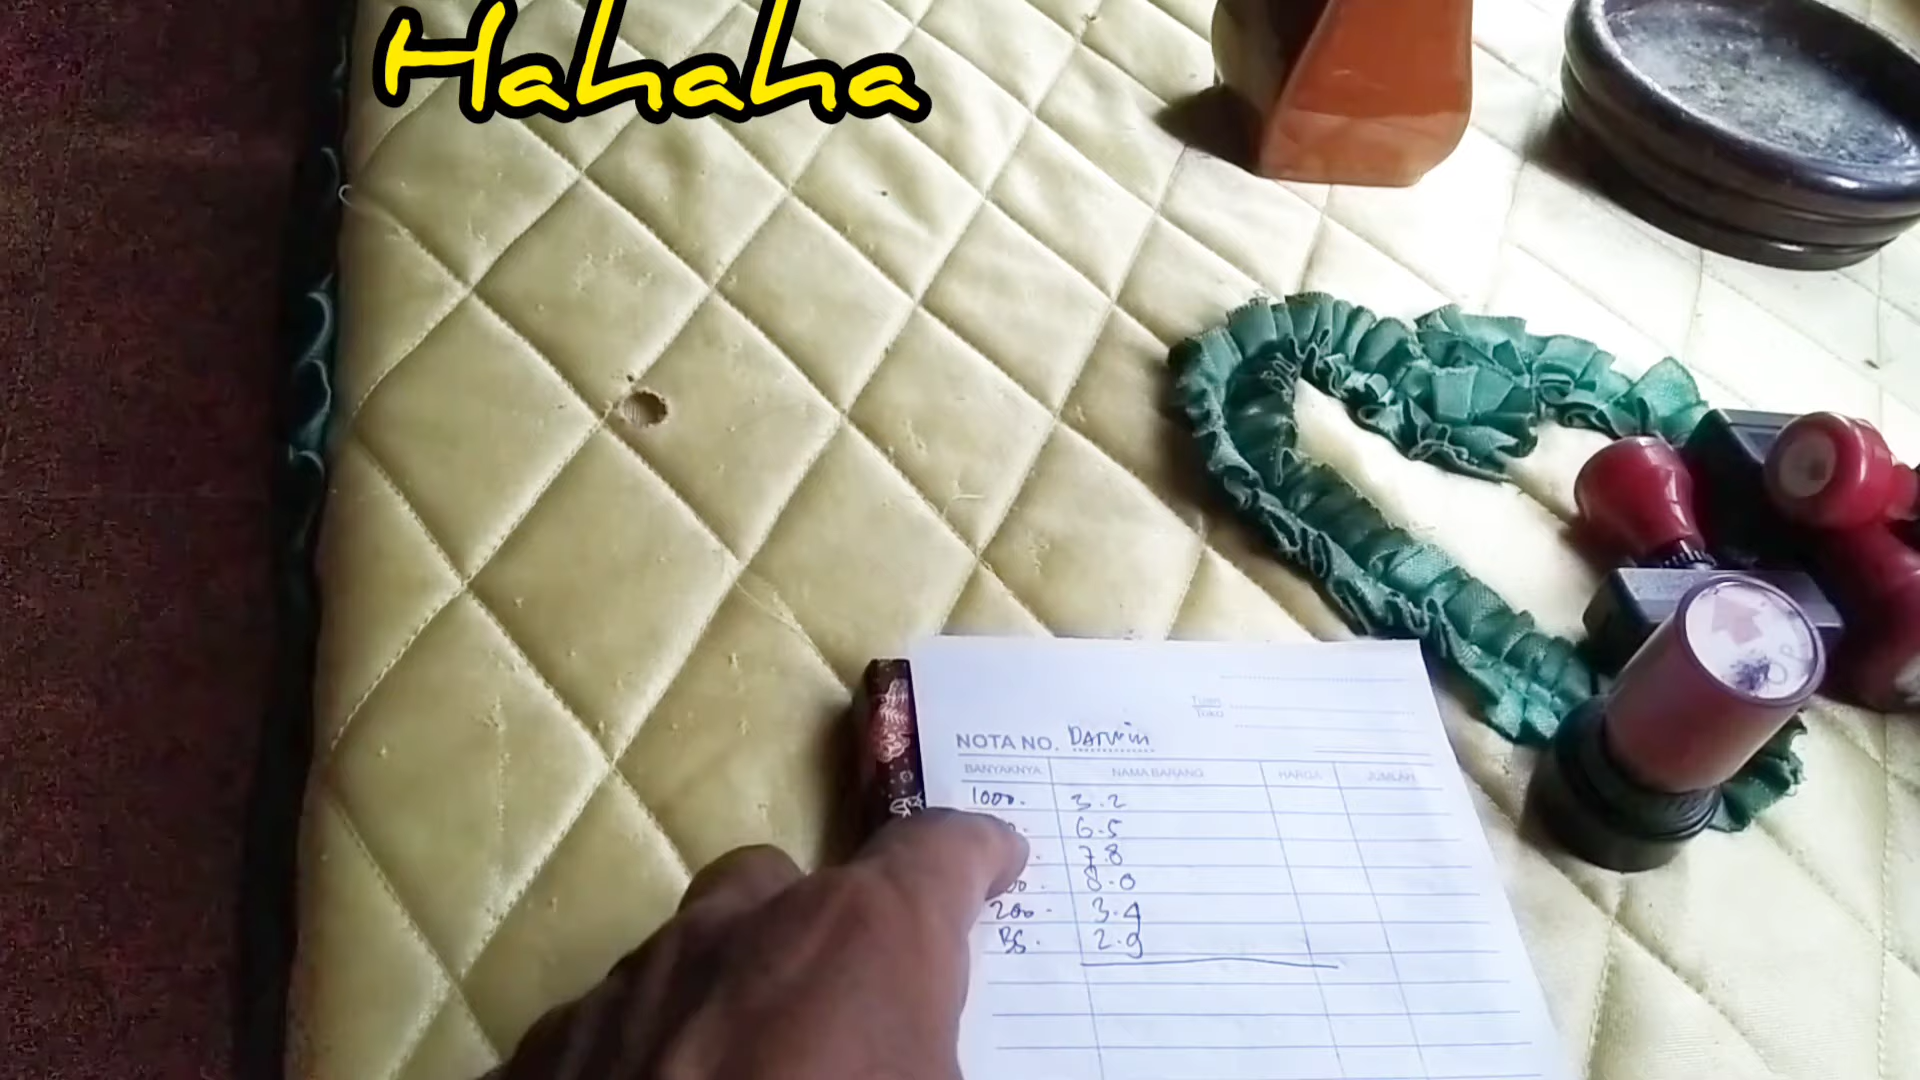 Hahaha
Tuan
Toko
NOTA NO. Darwin
BANYAKNYA NAMA BARANG HARGA JUMLAH
1000. 3.2
6.5
7.8
8.0
200 - 3.4
BS. 2.9